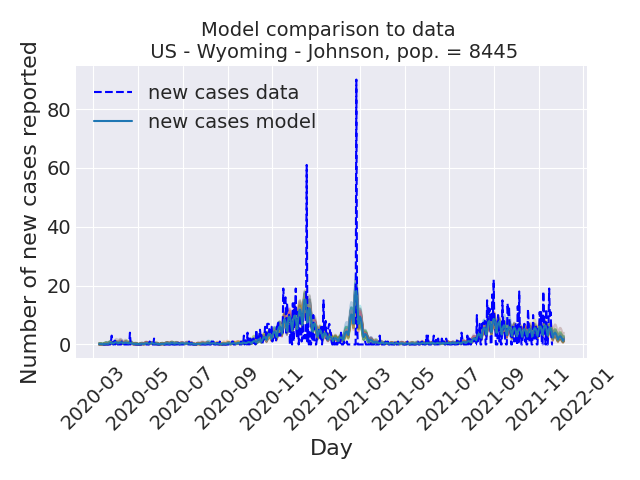 Model comparison to data
US - Wyoming - Johnson, pop. = 8445
Number of new cases reported
80
60
40
20
0
new cases data
new cases model
2020-03
2020-05
2020-07
2020-09
2020-11
2021-01
2021-03
2021-05
2021-07
2021-09
2021-11
2022-01
Day